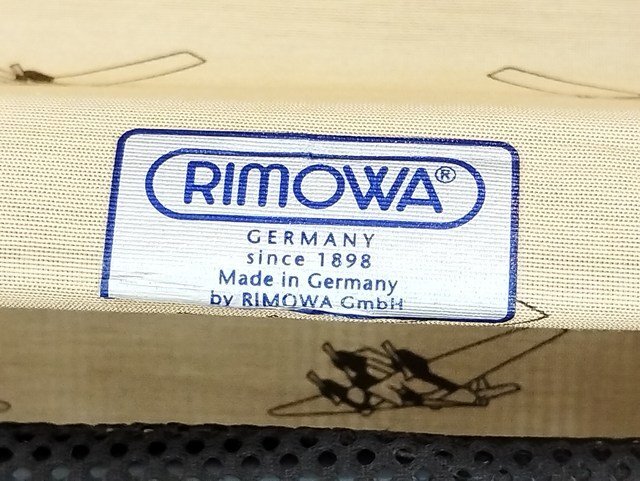 RIMOWA®
GERMANY
since 1898
Made in Germany
by RIMOWA GmbH